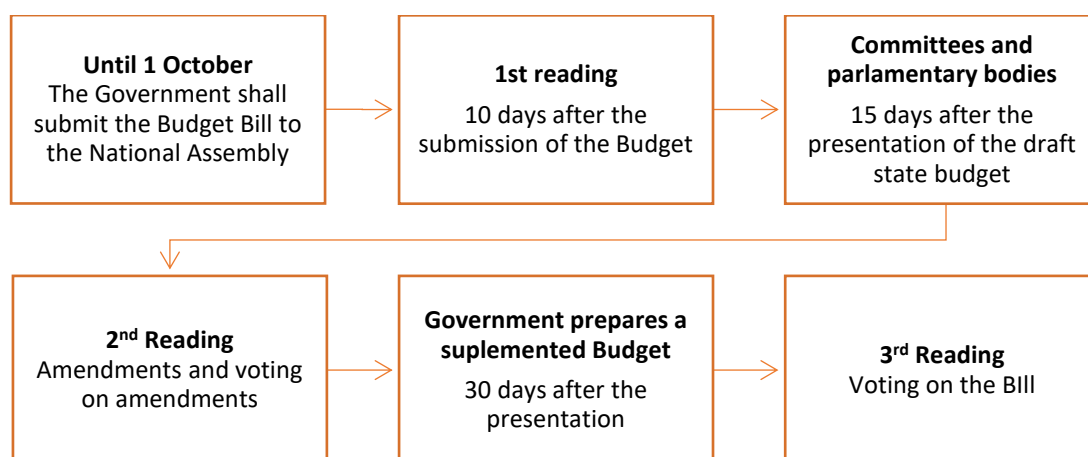 Until 1 October
The Government shall
submit the Budget Bill to
the National Assembly
1st reading
10 days after the
submission of the Budget
Committees and
parliamentary bodies
15 days after the
presentation of the draft
state budget
2nd Reading
Amendments and voting
on amendments
Government prepares a
suplemented Budget
30 days after the
presentation
3rd Reading
Voting on the BIll